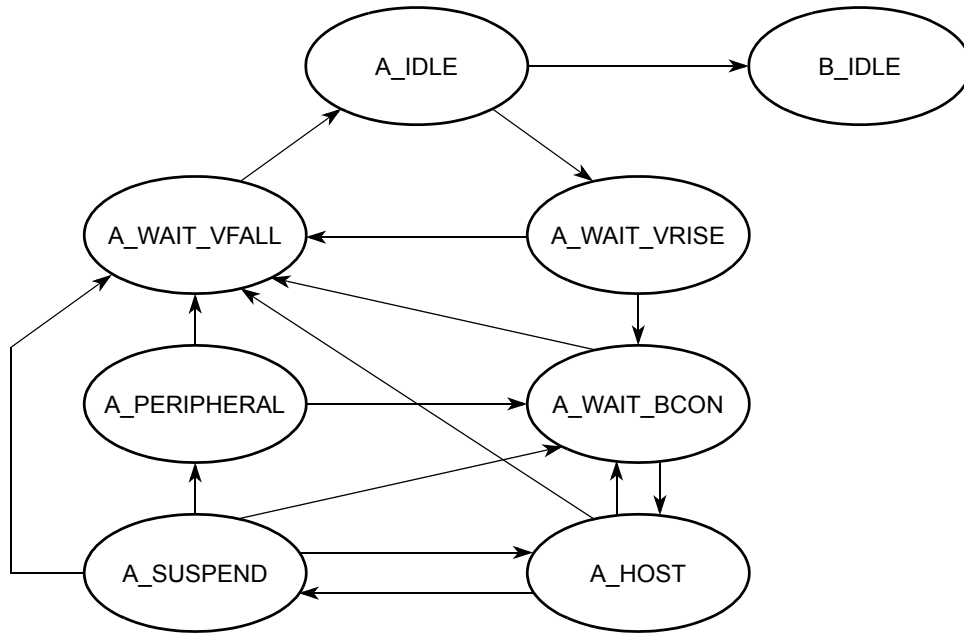 A_IDLE
B_IDLE
A_WAIT_VFALL
A_WAIT_VRISE
A_PERIPHERAL
A_WAIT_BCON
A_SUSPEND
A_HOST